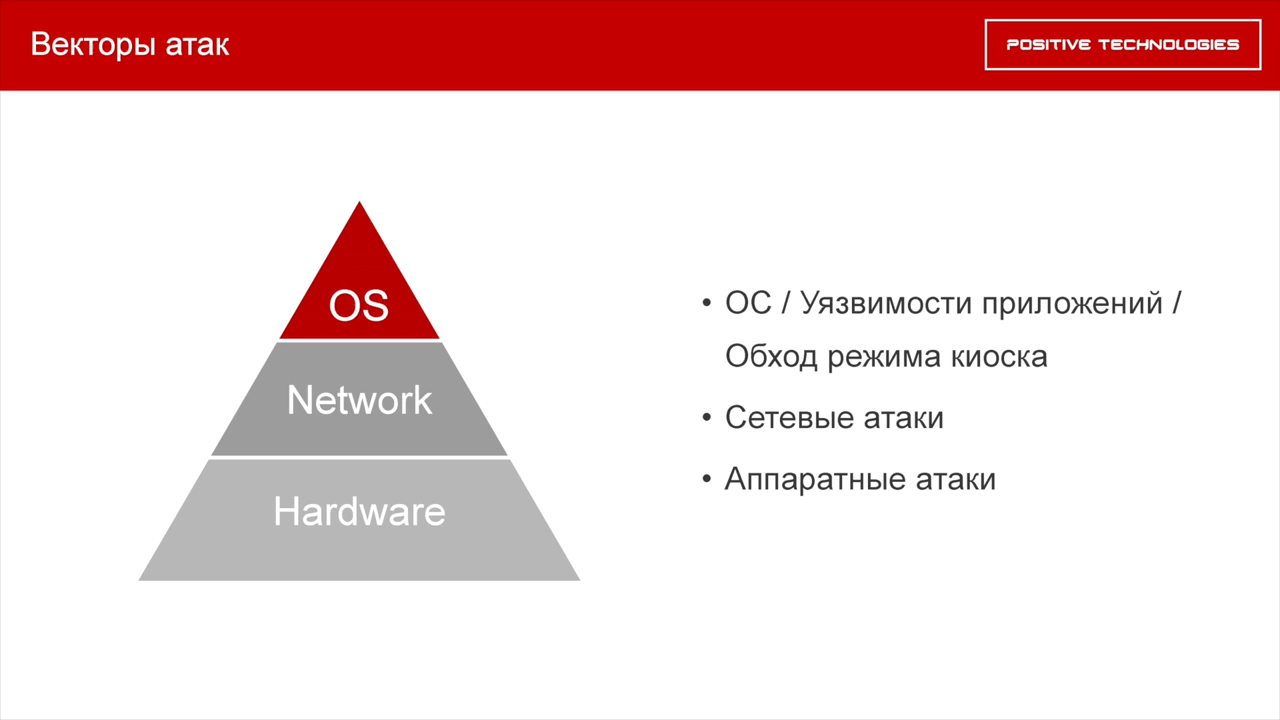 Векторы атак
POSITIVE TECHNOLOGIES
OS
Network
Hardware
• ОС / Уязвимости приложений /
Обход режима киоска
• Сетевые атаки
• Аппаратные атаки